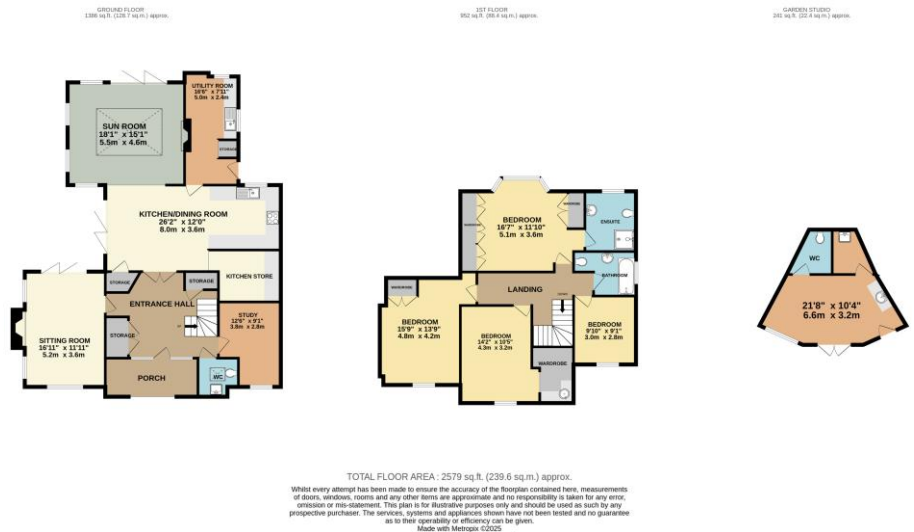 GROUND FLOOR
1386 sq.ft. (128.7 sq.m.) approx.
UTILITY ROOM
16'6" x 7'11"
5.0m x 2.4m
STORAGE
SUN ROOM
18'1" x 15'1"
5.5m x 4.6m
KITCHEN/DINING ROOM
26'2" x 12'0"
8.0m x 3.6m
KITCHEN STORE
STORAGE
STORAGE
ENTRANCE HALL
STORAGE
UP
STUDY
12'6" x 9'1"
3.8m x 2.8m
SITTING ROOM
16'11" x 11'11"
5.2m x 3.6m
PORCH
WC
1ST FLOOR
952 sq.ft. (88.4 sq.m.) approx.
WARDROBE
BEDROOM
16'7" x 11'10"
5.1m x 3.6m
WARDROBE
ENSUITE
BATHROOM
LANDING
DOWN
WARDROBE
BEDROOM
15'9" x 13'9"
4.8m x 4.2m
BEDROOM
14'2" x 10'5"
4.3m x 3.2m
BEDROOM
9'10" x 9'1"
3.0m x 2.8m
WARDROBE
GARDEN STUDIO
241 sq.ft. (22.4 sq.m.) approx.
WC
21'8" x 10'4"
6.6m x 3.2m
TOTAL FLOOR AREA : 2579 sq.ft. (239.6 sq.m.) approx.
Whilst every attempt has been made to ensure the accuracy of the floorplan contained here, measurements
of doors, windows, rooms and any other items are approximate and no responsibility is taken for any error,
omission or mis-statement. This plan is for illustrative purposes only and should be used as such by any
prospective purchaser. The services, systems and appliances shown have not been tested and no guarantee
as to their operability or efficiency can be given.
Made with Metropix ©2025